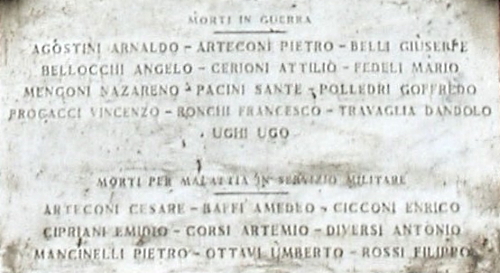 MORTI IN GUERRA
AGOSTINI ARNALDO - ARTECONI PIETRO - BELLI GIUSEPPE
BELLOCCHI ANGELO - CERIONI ATTILIO - FEDELI MARIO
MENGONI NAZARENO - PACINI SANTE - POLLEDRI GOFFREDO
PROCACCI VINCENZO - RONCHI FRANCESCO - TRAVAGLIA DANDOLO
UGHI UGO
MORTI PER MALATTIA IN SERVIZIO MILITARE
ARTECONI CESARE - BAFFI AMEDEO - CICCONI ENRICO
CIPRIANI EMIDIO - CORSI ARTEMIO - DIVERSI ANTONIO
MANCINELLI PIETRO - OTTAVI UMBERTO - ROSSI FILIPPO